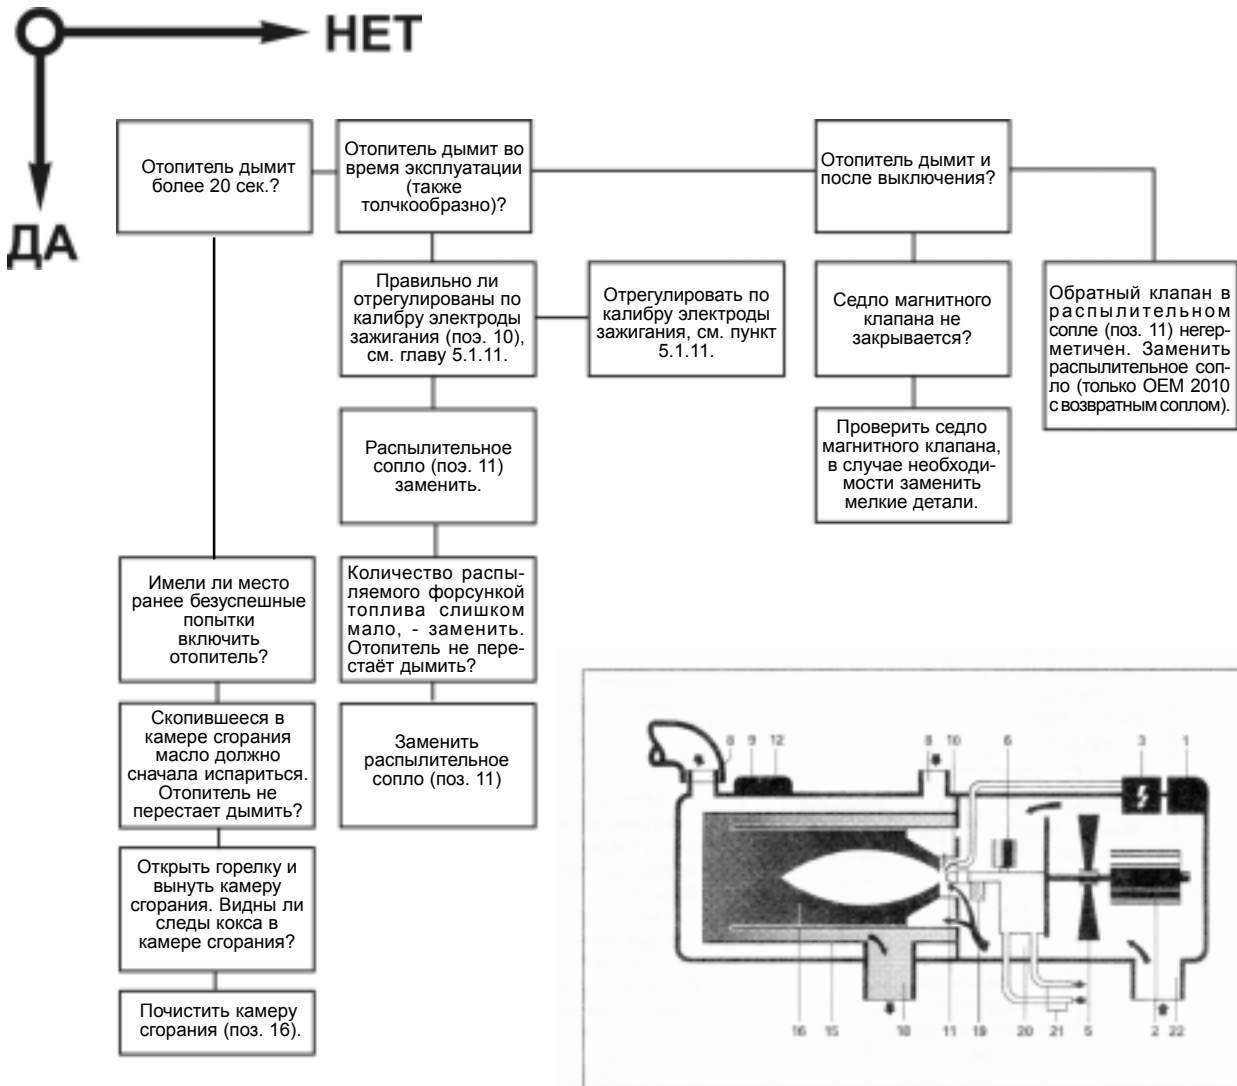 НЕТ
ДА
Отопитель дымит
более 20 сек.?
Отопитель дымит во
время эксплуатации
(также
толчкообразно)?
Отопитель дымит и
после выключения?
Правильно ли
отрегулированы по
калибру электроды
зажигания (поэ. 10),
см. главу 5.1.11.
Отрегулировать по
калибру электроды
зажигания, см. пункт
5.1.11.
Седло магнитного
клапана не
закрывается?
Обратный клапан в
распылительном
сопле (поз. 11) негер-
метичен. Заменить
распылительное соп-
ло (только OEM 2010
с возвратным соплом).
Распылительное
сопло (поэ. 11)
заменить.
Проверить седло
магнитного клапана,
в случае необходи-
мости заменить
мелкие детали.
Имели ли место
ранее безуспешные
попытки
включить
отопитель?
Количество распы-
ляемого форсункой
топлива слишком
мало, - заменить.
Отопитель не пере-
стаёт дымить?
Скопившееся в
камере сгорания
масло должно
сначала испариться.
Отопитель не
перестает дымить?
Заменить
распылительное
сопло (поз. 11)
Открыть горелку и
вынуть камеру
сгорания. Видны ли
следы кокса в
камере сгорания?
Почистить камеру
сгорания (поз. 16).
8 9 12 8 10 6 3 1
16 15 18 11 19 20 21 5 2 22